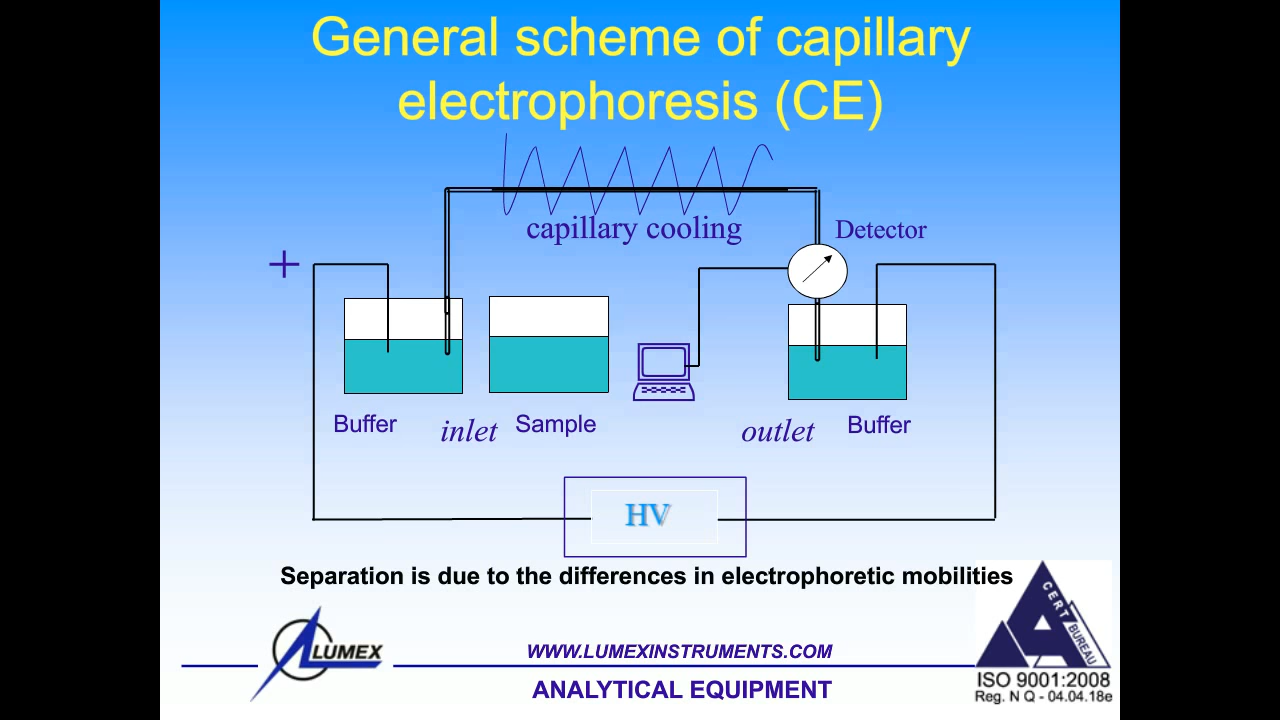 General scheme of capillary
electrophoresis (CE)
capillary cooling
Detector
+
Buffer
inlet
Sample
outlet
Buffer
HV
Separation is due to the differences in electrophoretic mobilities
LUMEX
WWW.LUMEXINSTRUMENTS.COM
ANALYTICAL EQUIPMENT
CERT BUREAU
ISO 9001:2008
Reg. N Q - 04.04.18e